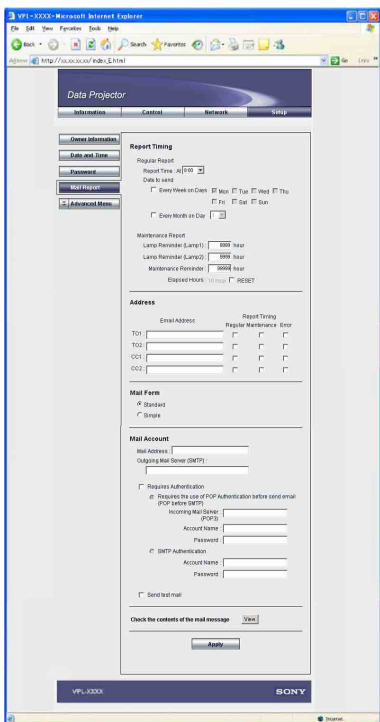 VPL-XXXX-Microsoft Internet Explorer
File Edit View Favorites Tools Help
Back Search Favorites
Address http://xx.xx.xx.xx/index_E.html Go Links
Data Projector
Information Control Network Setup
Owner Information
Date and Time
Password
Mail Report
Advanced Menu
Report Timing
Regular Report
Report Time : At 8:00
Date to send
Every Week on Days Mon Tue Wed Thu
Fri Sat Sun
Every Month on Day 1
Maintenance Report
Lamp Reminder (Lamp1) : 9999 hour
Lamp Reminder (Lamp2) : 9999 hour
Maintenance Reminder : 99999 hour
Elapsed Hours : 10 Hour RESET
Address
Email Address Report Timing
Regular Maintenance Error
TO1 :
TO2 :
CC1 :
CC2 :
Mail Form
Standard
Simple
Mail Account
Mail Address :
Outgoing Mail Server (SMTP) :
Requires Authentication
Requires the use of POP Authentication before send email
(POP before SMTP)
Incoming Mail Server :
(POP3)
Account Name :
Password :
SMTP Authentication
Account Name :
Password :
Send test mail
Check the contents of the mail message View
Apply
VPL-XXXX SONY
Internet